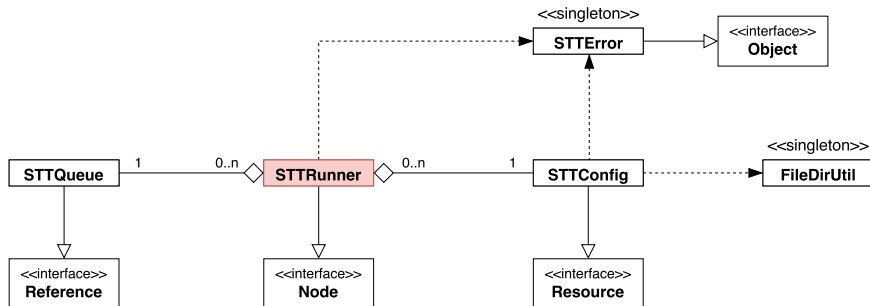 <<singleton>>
STTError
<<interface>>
Object
1
0..n
0..n
1
<<singleton>>
STTQueue
STTRunner
STTConfig
FileDirUtil
<<interface>>
Reference
<<interface>>
Node
<<interface>>
Resource